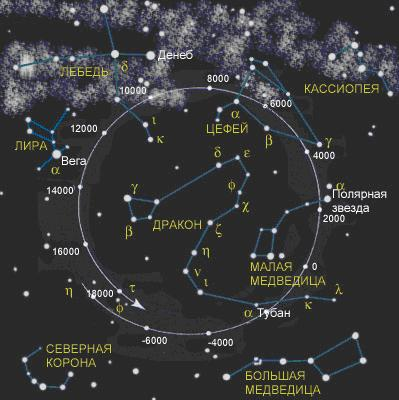 Денеб
ЛЕБЕДЬ
δ
8000
КАССИОПЕЯ
10000
6000
α
ι
ЦЕФЕЙ
12000
κ
β
γ
ЛИРА
4000
Вега
α
δ
ε
14000
φ
α
Полярная
звезда
γ
χ
2000
β
ДРАКОН
ζ
16000
η
МАЛАЯ
МЕДВЕДИЦА
0
ν
ι
η
18000
τ
λ
φ
α
Тубан
κ
-6000
-4000
СЕВЕРНАЯ
КОРОНА
БОЛЬШАЯ
МЕДВЕДИЦА